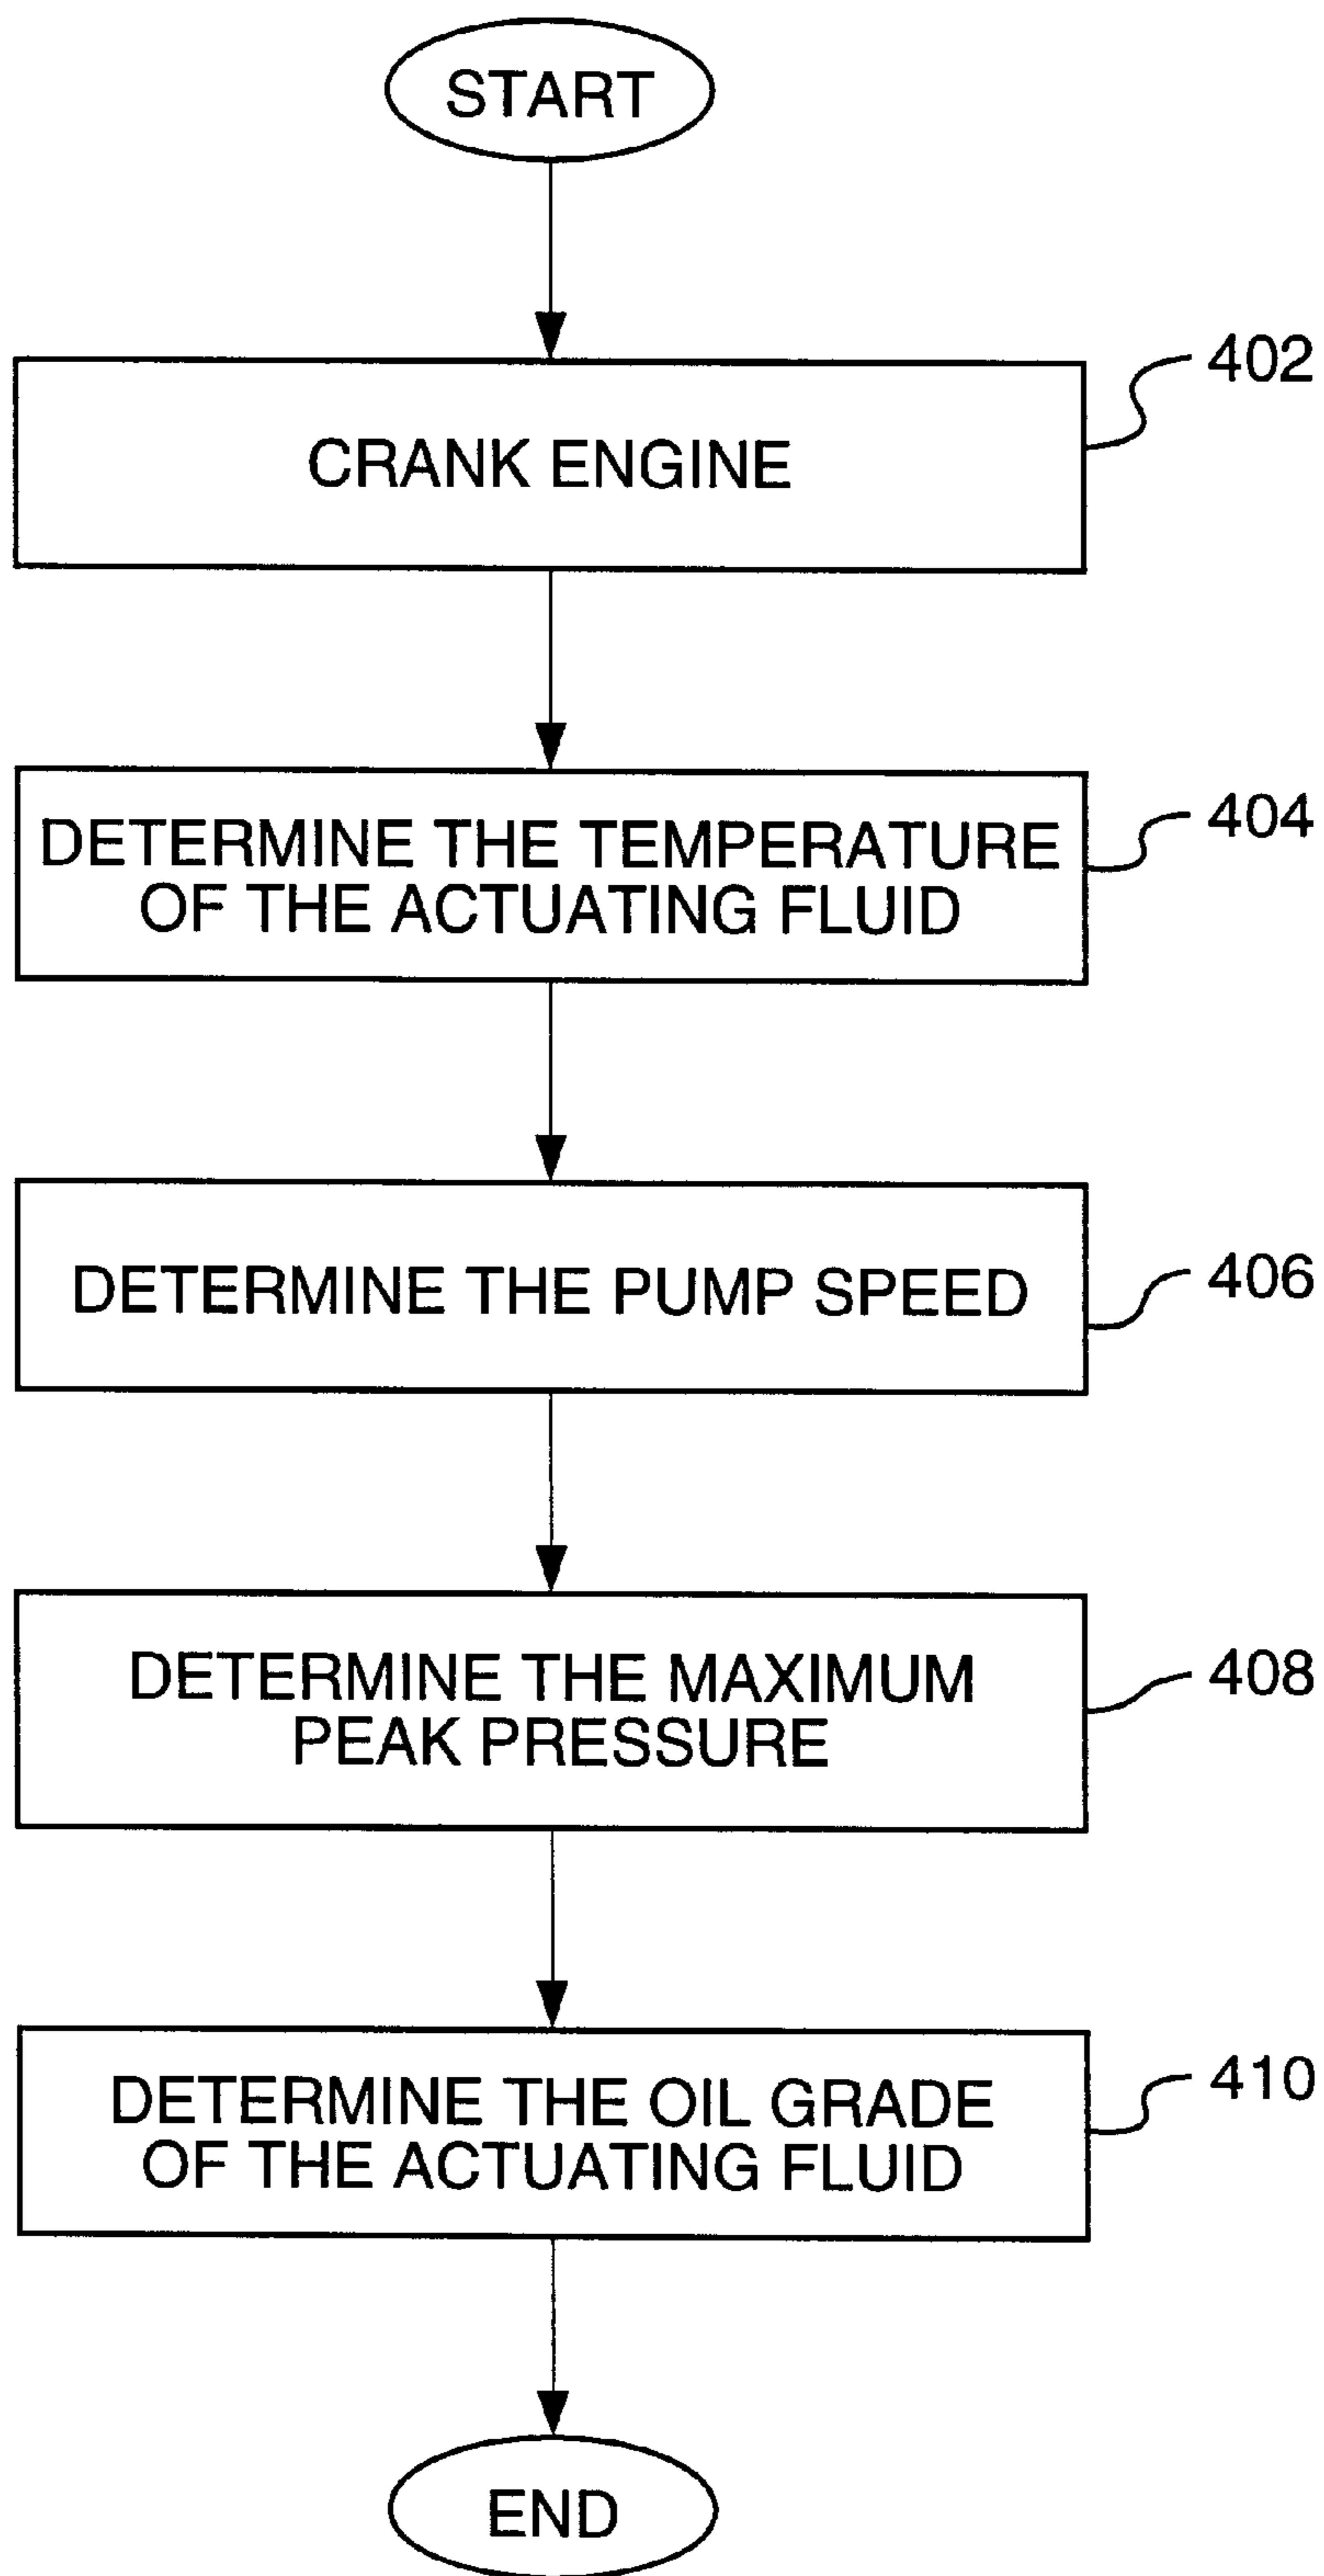 START
402
CRANK ENGINE
404
DETERMINE THE TEMPERATURE
OF THE ACTUATING FLUID
406
DETERMINE THE PUMP SPEED
408
DETERMINE THE MAXIMUM
PEAK PRESSURE
410
DETERMINE THE OIL GRADE
OF THE ACTUATING FLUID
END